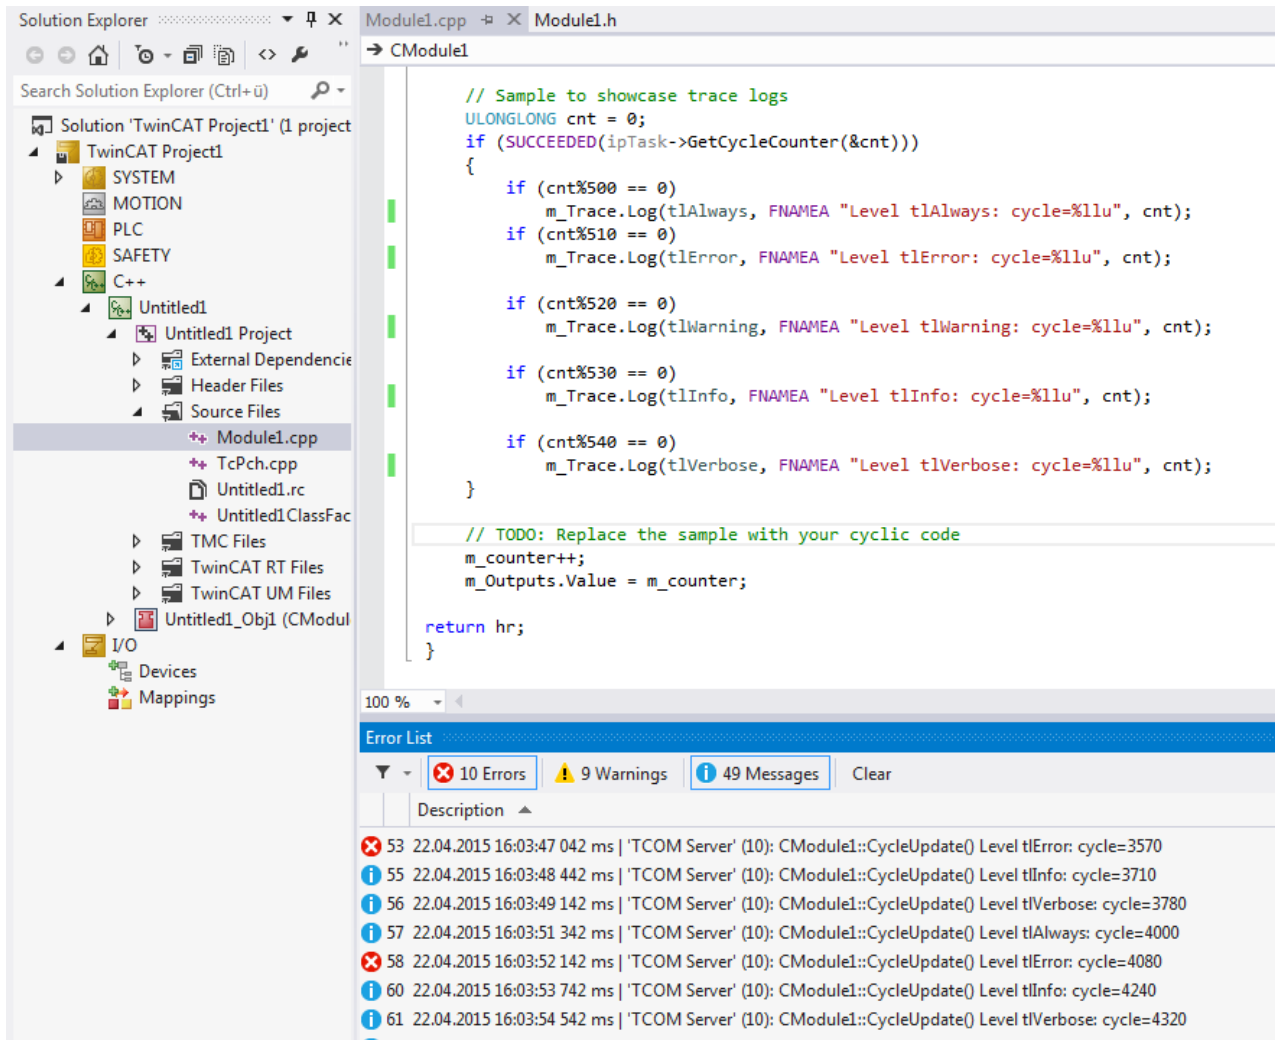 Solution Explorer
Search Solution Explorer (Ctrl+ü)
Solution 'TwinCAT Project1' (1 project
TwinCAT Project1
SYSTEM
MOTION
PLC
SAFETY
C++
Untitled1
Untitled1 Project
External Dependencie
Header Files
Source Files
Module1.cpp
TcPch.cpp
Untitled1.rc
Untitled1ClassFac
TMC Files
TwinCAT RT Files
TwinCAT UM Files
Untitled1_Obj1 (CModul
I/O
Devices
Mappings
Module1.cpp Module1.h
CModule1
// Sample to showcase trace logs
ULONGLONG cnt = 0;
if (SUCCEEDED(ipTask->GetCycleCounter(&cnt)))
{
if (cnt%500 == 0)
m_Trace.Log(tlAlways, FNAMEA "Level tlAlways: cycle=%llu", cnt);
if (cnt%510 == 0)
m_Trace.Log(tlError, FNAMEA "Level tlError: cycle=%llu", cnt);
if (cnt%520 == 0)
m_Trace.Log(tlWarning, FNAMEA "Level tlWarning: cycle=%llu", cnt);
if (cnt%530 == 0)
m_Trace.Log(tlInfo, FNAMEA "Level tlInfo: cycle=%llu", cnt);
if (cnt%540 == 0)
m_Trace.Log(tlVerbose, FNAMEA "Level tlVerbose: cycle=%llu", cnt);
}
// TODO: Replace the sample with your cyclic code
m_counter++;
m_Outputs.Value = m_counter;
return hr;
}
100 %
Error List
10 Errors 9 Warnings 49 Messages Clear
Description
53 22.04.2015 16:03:47 042 ms | 'TCOM Server' (10): CModule1::CycleUpdate() Level tlError: cycle=3570
55 22.04.2015 16:03:48 442 ms | 'TCOM Server' (10): CModule1::CycleUpdate() Level tlInfo: cycle=3710
56 22.04.2015 16:03:49 142 ms | 'TCOM Server' (10): CModule1::CycleUpdate() Level tlVerbose: cycle=3780
57 22.04.2015 16:03:51 342 ms | 'TCOM Server' (10): CModule1::CycleUpdate() Level tlAlways: cycle=4000
58 22.04.2015 16:03:52 142 ms | 'TCOM Server' (10): CModule1::CycleUpdate() Level tlError: cycle=4080
60 22.04.2015 16:03:53 742 ms | 'TCOM Server' (10): CModule1::CycleUpdate() Level tlInfo: cycle=4240
61 22.04.2015 16:03:54 542 ms | 'TCOM Server' (10): CModule1::CycleUpdate() Level tlVerbose: cycle=4320